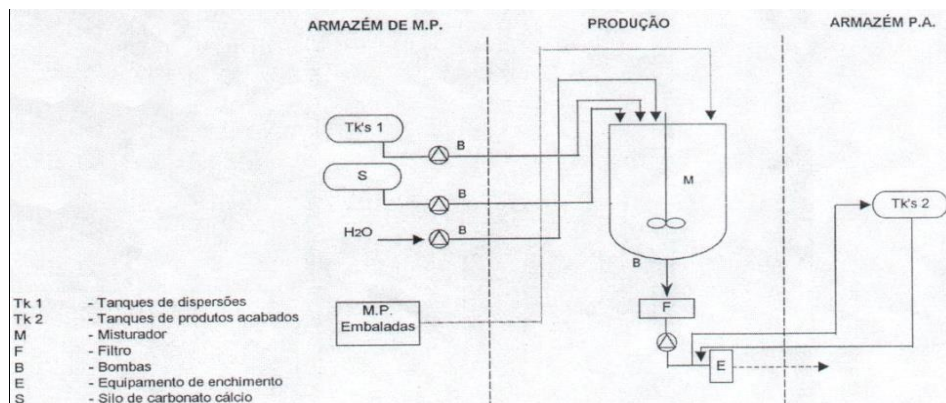 ARMAZÉM DE M.P.
PRODUÇÃO
ARMAZÉM P.A.
Tk's 1
B
S
B
H2O
B
M
Tk's 2
B
M.P.
Embaladas
F
E
Tk 1 - Tanques de dispersões
Tk 2 - Tanques de produtos acabados
M - Misturador
F - Filtro
B - Bombas
E - Equipamento de enchimento
S - Silo de carbonato cálcio